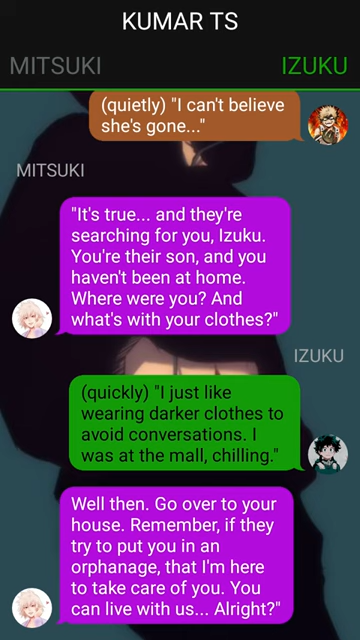 KUMAR TS
MITSUKI
IZUKU
(quietly) "I can't believe
she's gone..."
MITSUKI
"It's true... and they're
searching for you, Izuku.
You're their son, and you
haven't been at home.
Where were you? And
what's with your clothes?"
IZUKU
(quickly) "I just like
wearing darker clothes to
avoid conversations. I
was at the mall, chilling."
Well then. Go over to your
house. Remember, if they
try to put you in an
orphanage, that I'm here
to take care of you. You
can live with us... Alright?"